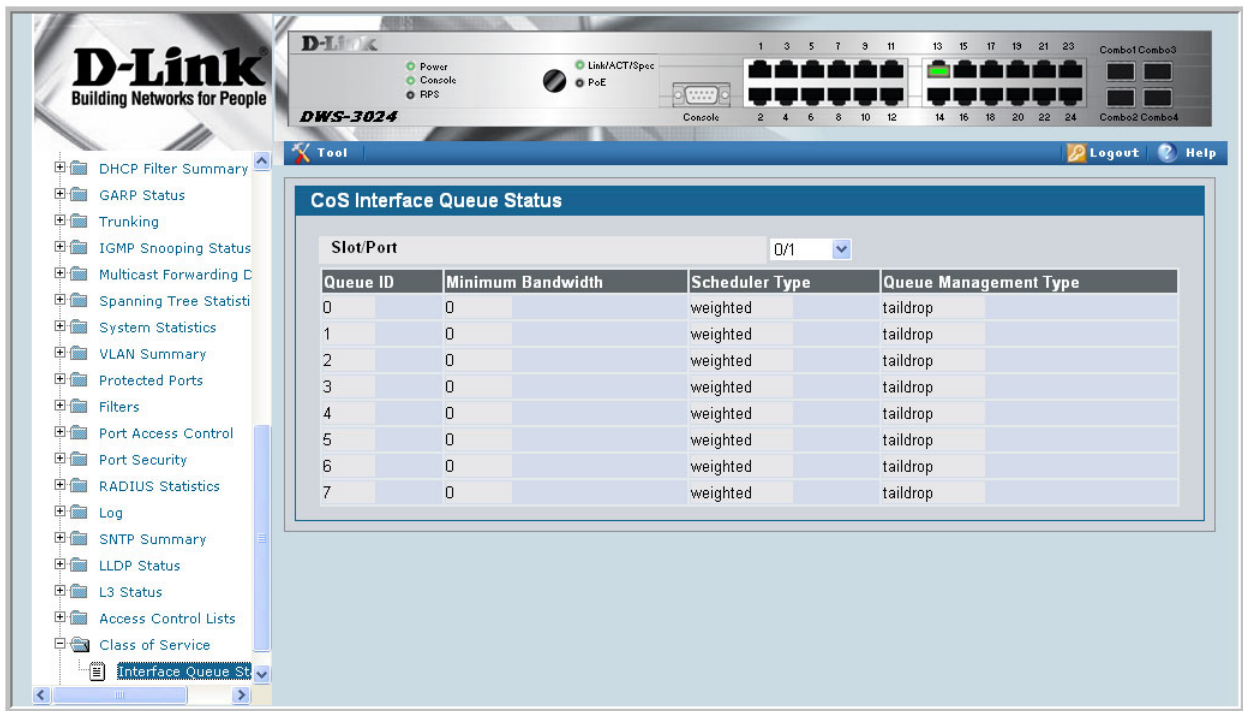 D-Link
Building Networks for People
D-Link
Power
Console
RPS
Link/ACT/Spec
PoE
DWS-3024
Console
1 3 5 7 9 11 13 15 17 19 21 23
2 4 6 8 10 12 14 16 18 20 22 24
Combo1 Combo3
Combo2 Combo4
Tool
Logout
Help
DHCP Filter Summary
GARP Status
Trunking
IGMP Snooping Status
Multicast Forwarding D
Spanning Tree Statisti
System Statistics
VLAN Summary
Protected Ports
Filters
Port Access Control
Port Security
RADIUS Statistics
Log
SNTP Summary
LLDP Status
L3 Status
Access Control Lists
Class of Service
Interface Queue St
CoS Interface Queue Status
Slot/Port 0/1
Queue ID Minimum Bandwidth Scheduler Type Queue Management Type
0 0 weighted taildrop
1 0 weighted taildrop
2 0 weighted taildrop
3 0 weighted taildrop
4 0 weighted taildrop
5 0 weighted taildrop
6 0 weighted taildrop
7 0 weighted taildrop